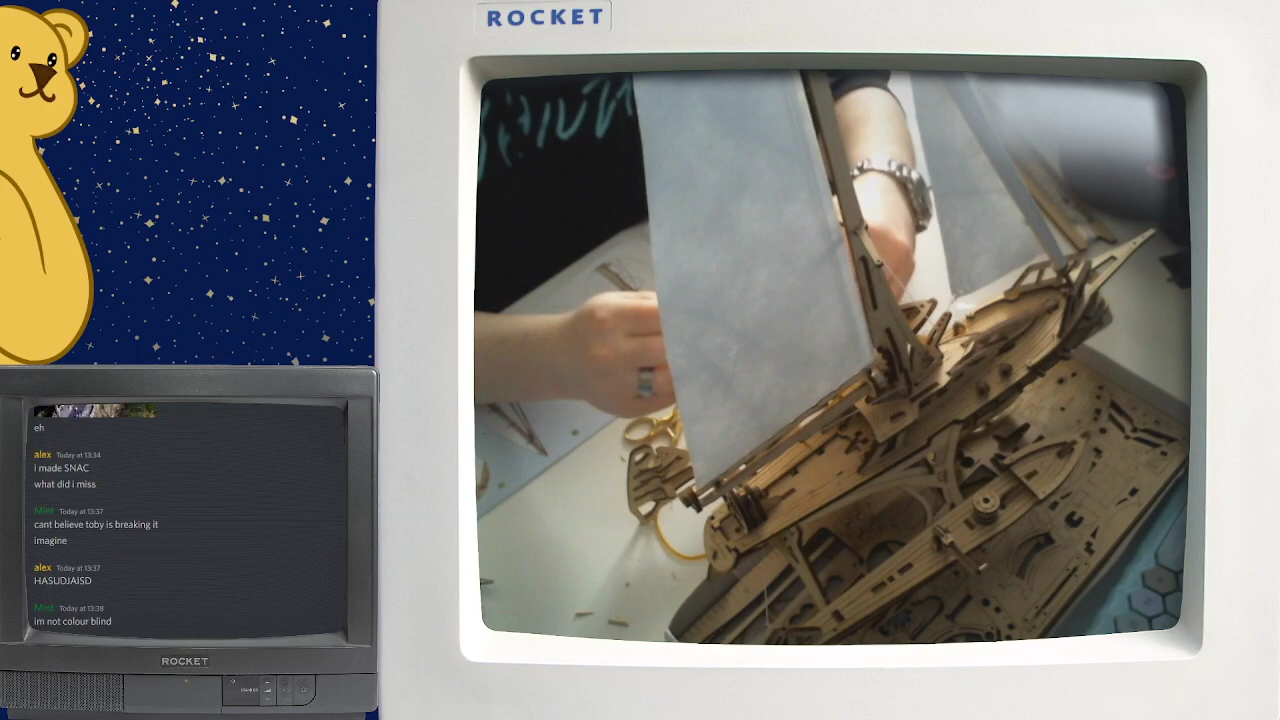 ROCKET
eh
alex Today at 13:34
i made SNAC
what did i miss
Mint Today at 13:37
cant believe toby is breaking it
imagine
alex Today at 13:37
HASUDJAISD
Mint Today at 13:38
im not colour blind
ROCKET